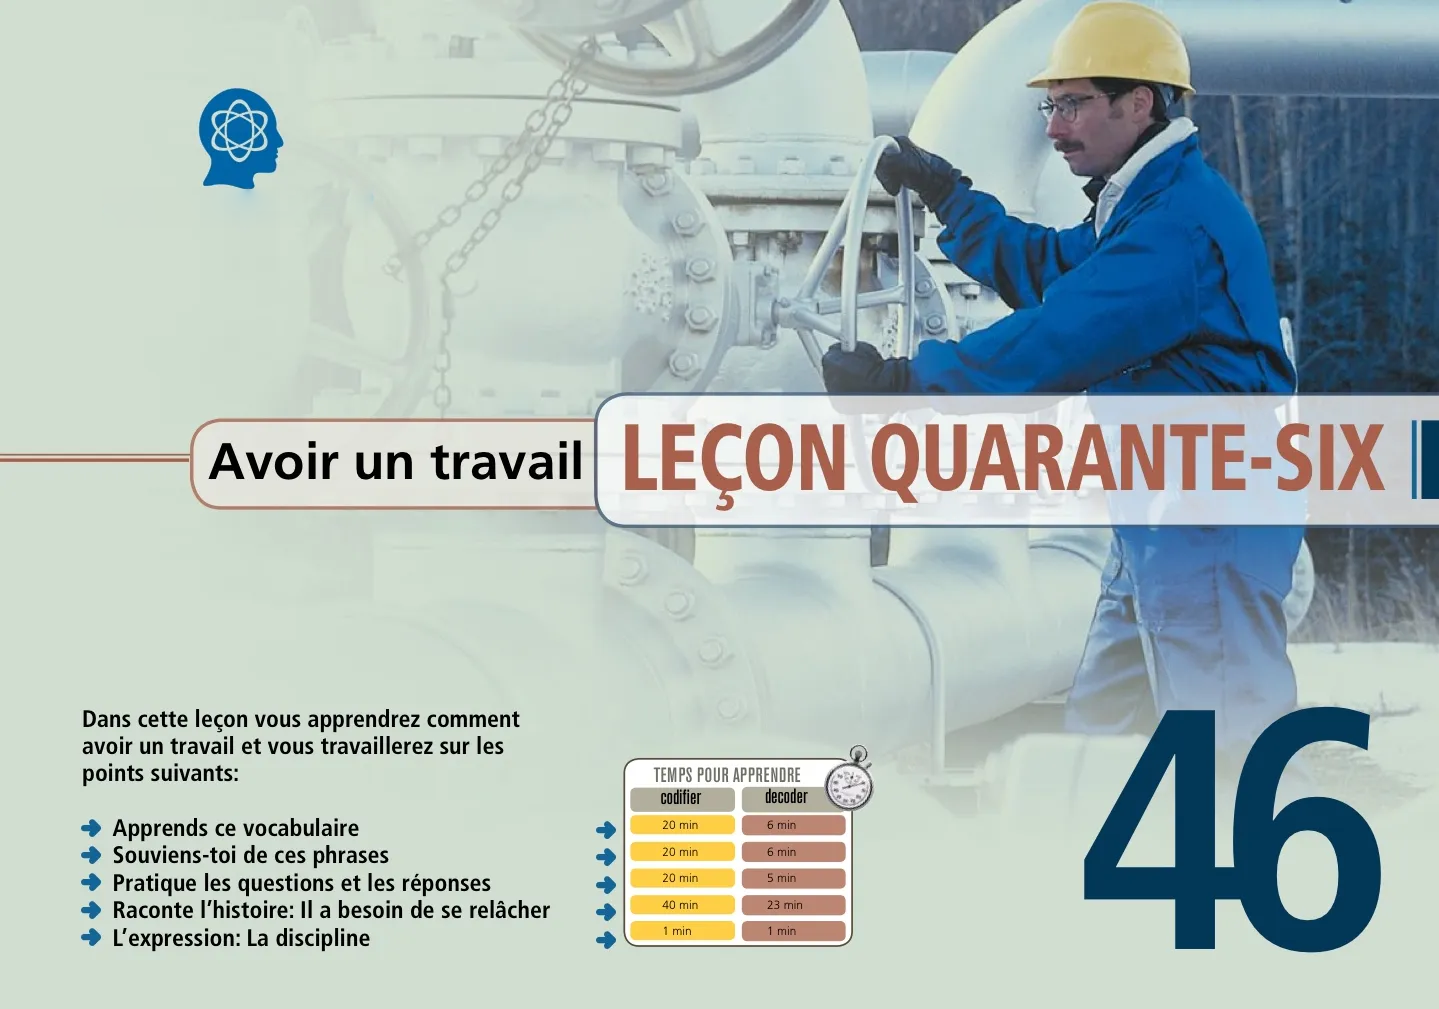 Avoir un travail
LEÇON QUARANTE-SIX
Dans cette leçon vous apprendrez comment
avoir un travail et vous travaillerez sur les
points suivants:
Apprends ce vocabulaire
Souviens-toi de ces phrases
Pratique les questions et les réponses
Raconte l’histoire: Il a besoin de se relâcher
L’expression: La discipline
TEMPS POUR APPRENDRE
codifier decoder
20 min 6 min
20 min 6 min
20 min 5 min
40 min 23 min
1 min 1 min
46